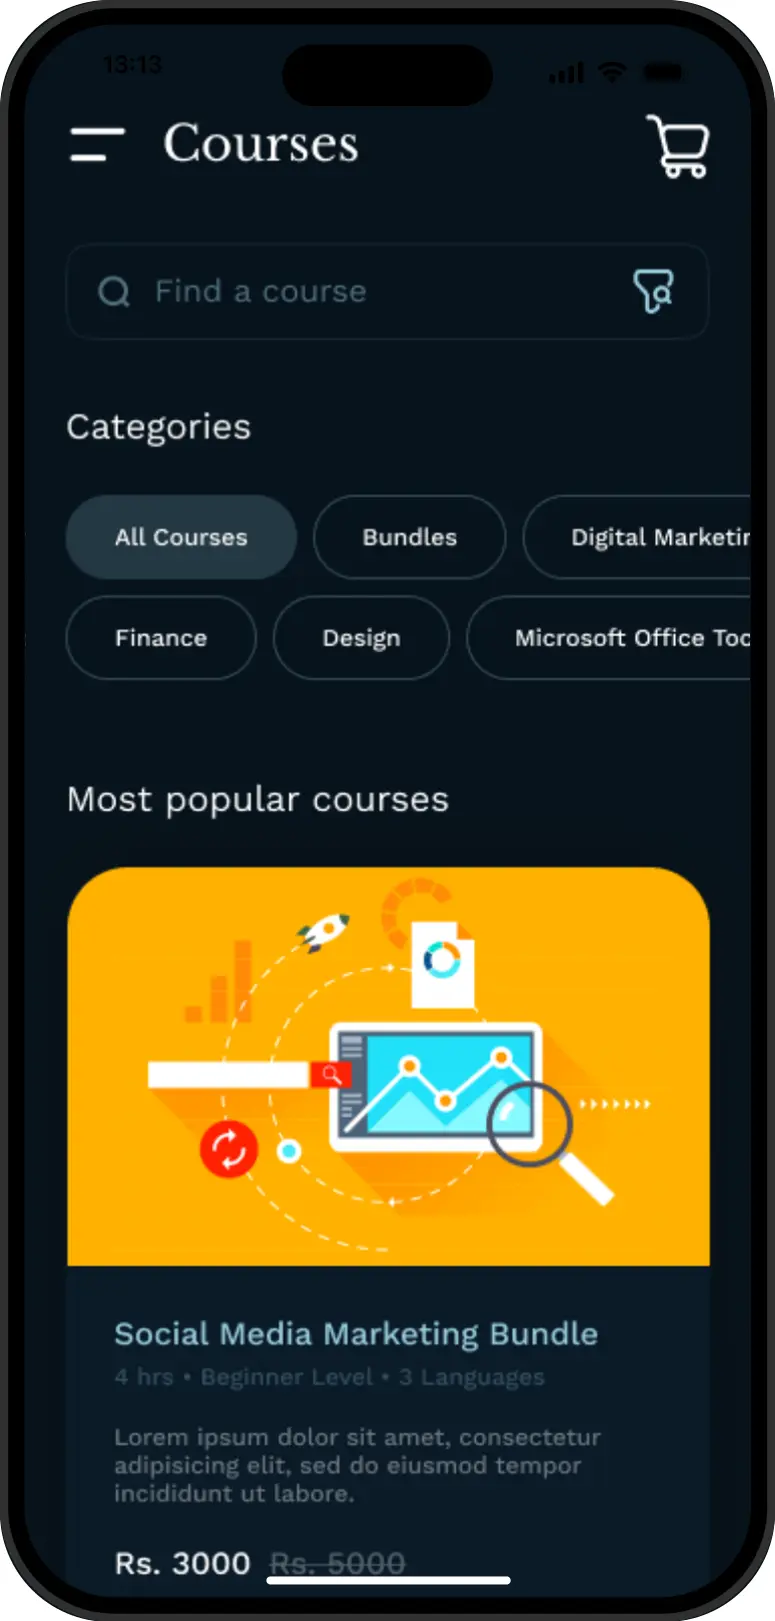 13:13
Courses
Find a course
Categories
All Courses
Bundles
Digital Marketin
Finance
Design
Microsoft Office Too
Most popular courses
Social Media Marketing Bundle
4 hrs • Beginner Level • 3 Languages
Lorem ipsum dolor sit amet, consectetur
adipisicing elit, sed do eiusmod tempor
incididunt ut labore.
Rs. 3000 Rs. 5000